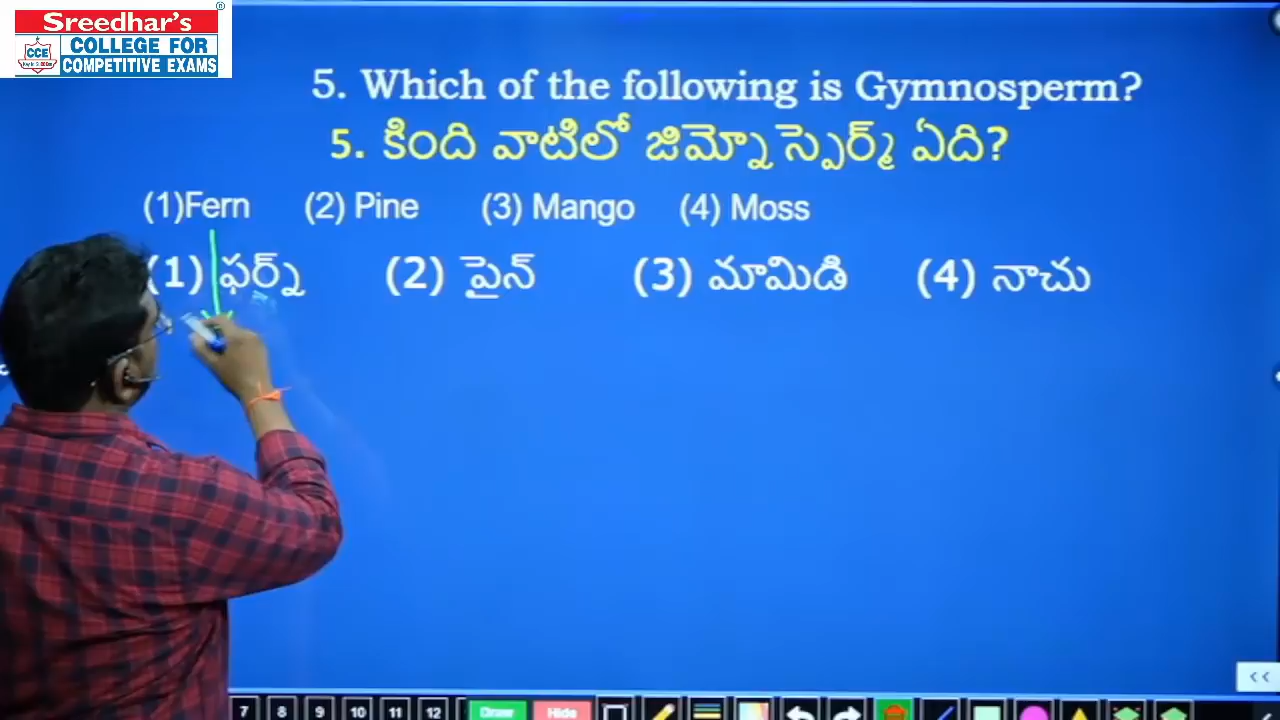 Sreedhar's
CCE
COLLEGE FOR
COMPETITIVE EXAMS
5. Which of the following is Gymnosperm?
5. కింది వాటిలో జిమ్నోస్పెర్మ్ ఏది?
(1)Fern (2) Pine (3) Mango (4) Moss
(1) ఫర్న్ (2) పైన్ (3) మామిడి (4) నాచు
<<
7 8 9 10 11 12 Draw Hide